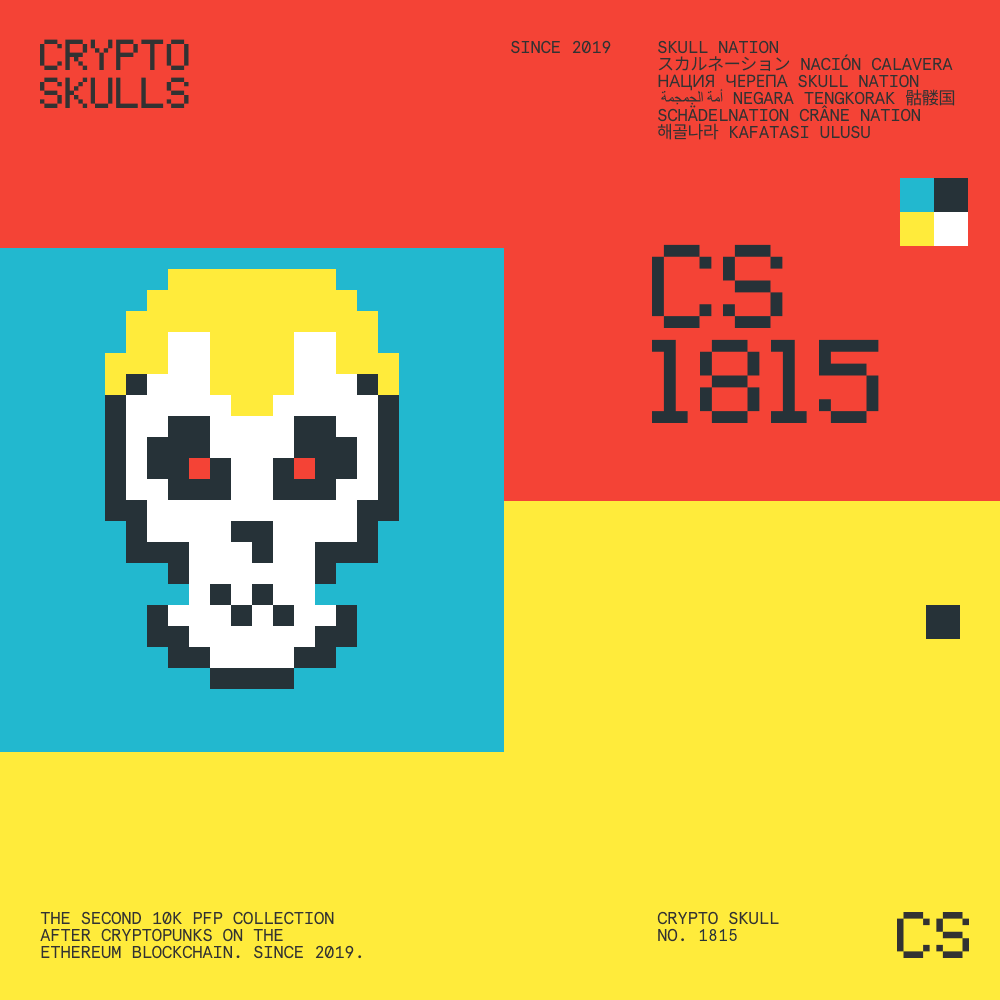 CRYPTO
SKULLS
SINCE 2019
SKULL NATION
スカルネーション NACIÓN CALAVERA
НАЦИЯ ЧЕРЕПА SKULL NATION
أمة الجمجمة NEGARA TENGKORAK 骷髅国
SCHÄDELNATION CRÂNE NATION
해골나라 KAFATASI ULUSU
CS
1815
THE SECOND 10K PFP COLLECTION
AFTER CRYPTOPUNKS ON THE
ETHEREUM BLOCKCHAIN. SINCE 2019.
CRYPTO SKULL
NO. 1815
CS